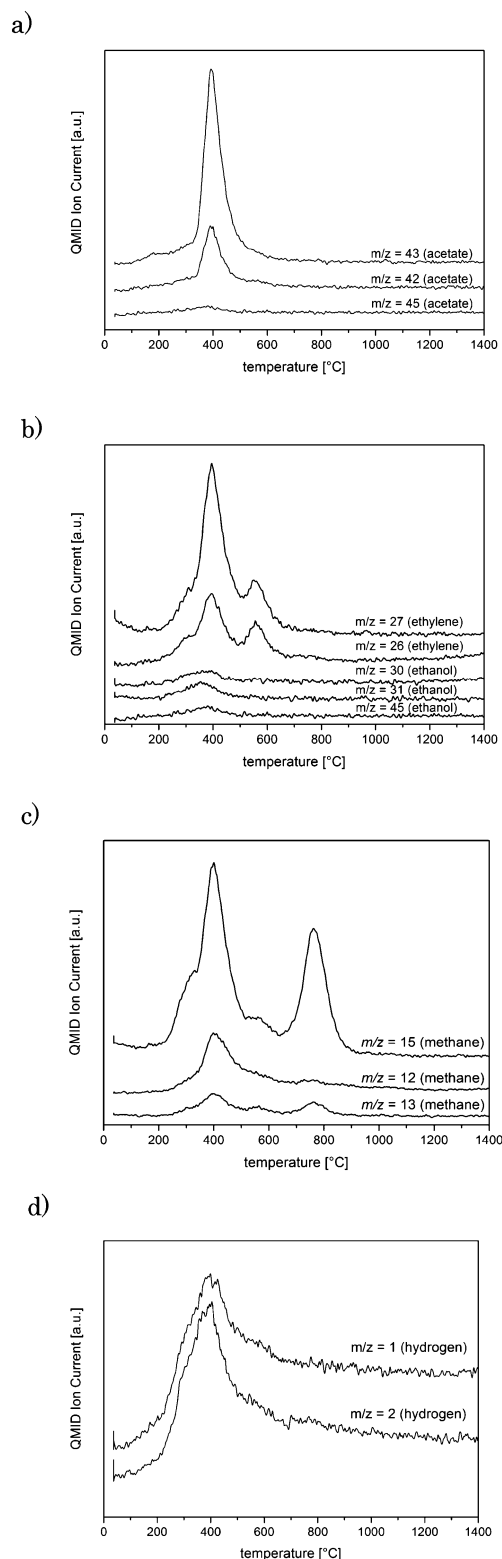 a)
QMID Ion Current [a.u.]
m/z = 43 (acetate)
m/z = 42 (acetate)
m/z = 45 (acetate)
0 200 400 600 800 1000 1200 1400
temperature [°C]
b)
QMID Ion Current [a.u.]
m/z = 27 (ethylene)
m/z = 26 (ethylene)
m/z = 30 (ethanol)
m/z = 31 (ethanol)
m/z = 45 (ethanol)
0 200 400 600 800 1000 1200 1400
temperature [°C]
c)
QMID Ion Current [a.u.]
m/z = 15 (methane)
m/z = 12 (methane)
m/z = 13 (methane)
0 200 400 600 800 1000 1200 1400
temperature [°C]
d)
QMID Ion Current [a.u.]
m/z = 1 (hydrogen)
m/z = 2 (hydrogen)
0 200 400 600 800 1000 1200 1400
temperature [°C]